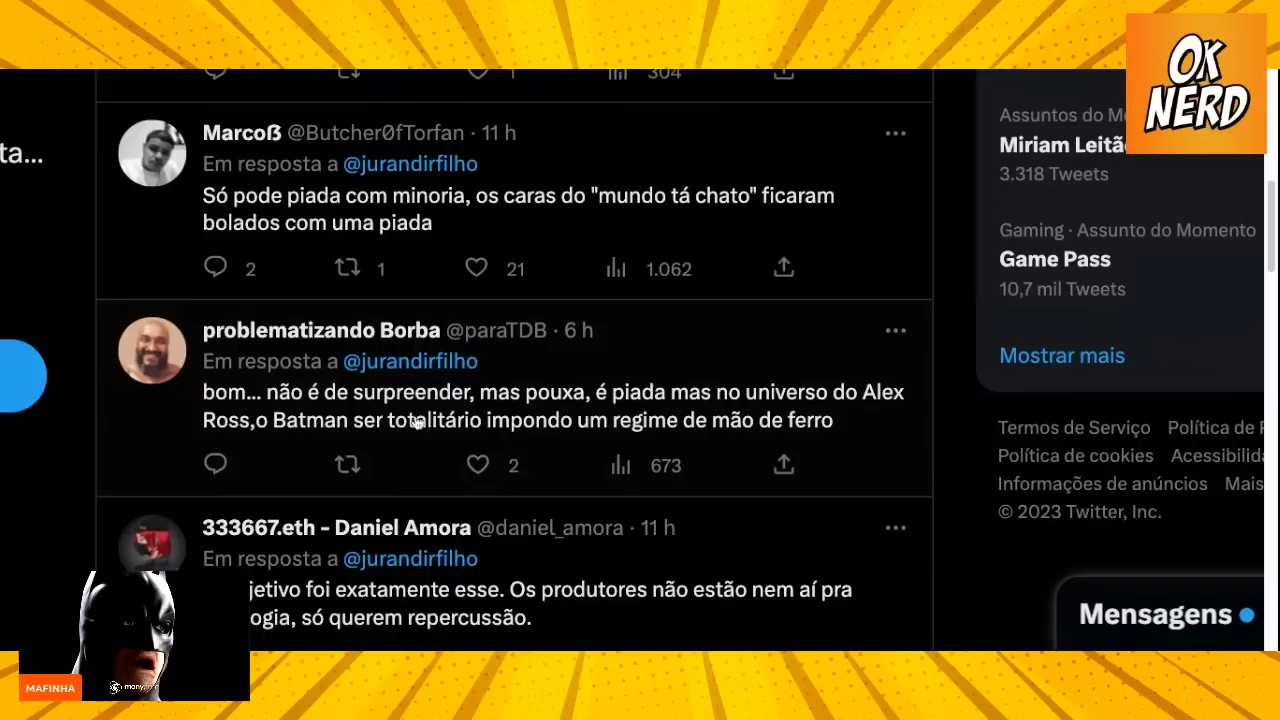 OK
NERD
1
304
ta...
Marcoß @Butcher0fTorfan · 11 h
Em resposta a @jurandirfilho
Só pode piada com minoria, os caras do "mundo tá chato" ficaram
bolados com uma piada
2 1 21 1.062
problematizando Borba @paraTDB · 6 h
Em resposta a @jurandirfilho
bom... não é de surpreender, mas pouxa, é piada mas no universo do Alex
Ross,o Batman ser totalitário impondo um regime de mão de ferro
2 673
333667.eth - Daniel Amora @daniel_amora · 11 h
Em resposta a @jurandirfilho
jetivo foi exatamente esse. Os produtores não estão nem aí pra
ogia, só querem repercussão.
Assuntos do M
Miriam Leitã
3.318 Tweets
Gaming · Assunto do Momento
Game Pass
10,7 mil Tweets
Mostrar mais
Termos de Serviço Política de
Política de cookies Acessibilida
Informações de anúncios Mais
© 2023 Twitter, Inc.
Mensagens
MAFINHA